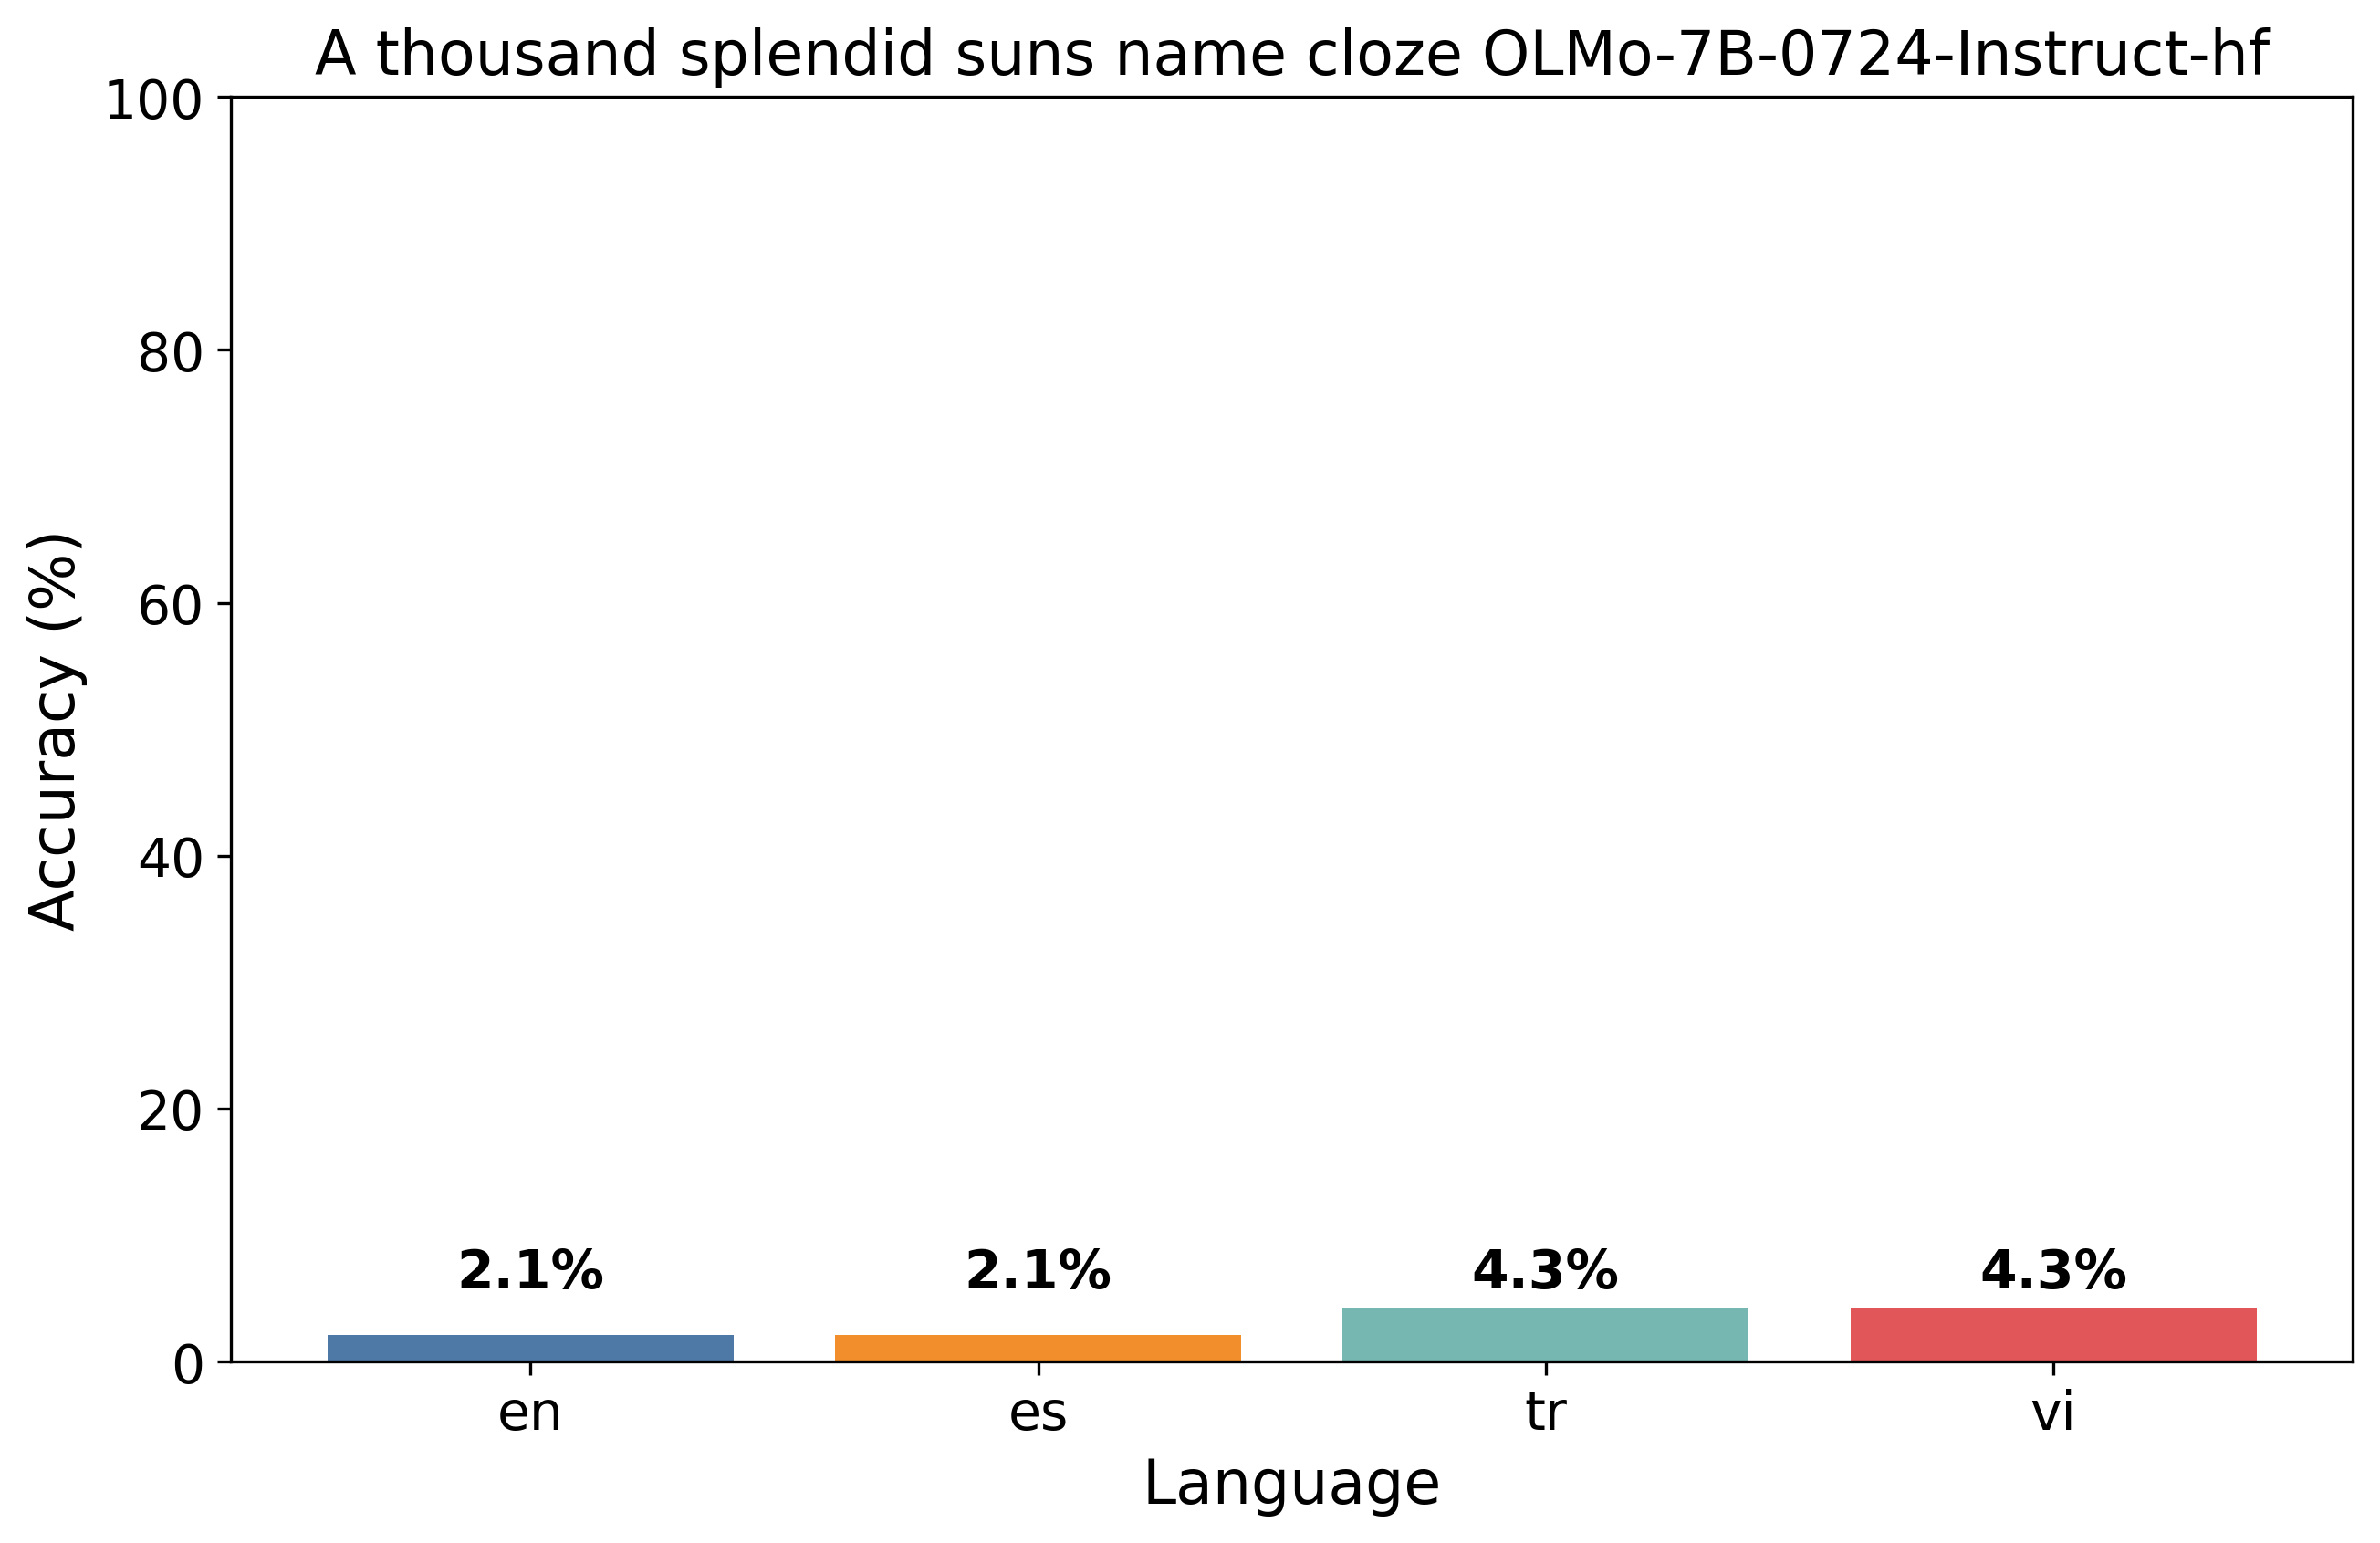 A thousand splendid suns name cloze OLMo-7B-0724-Instruct-hf
Accuracy (%)
100
80
60
40
20
0
2.1%
2.1%
4.3%
4.3%
en
es
tr
vi
Language